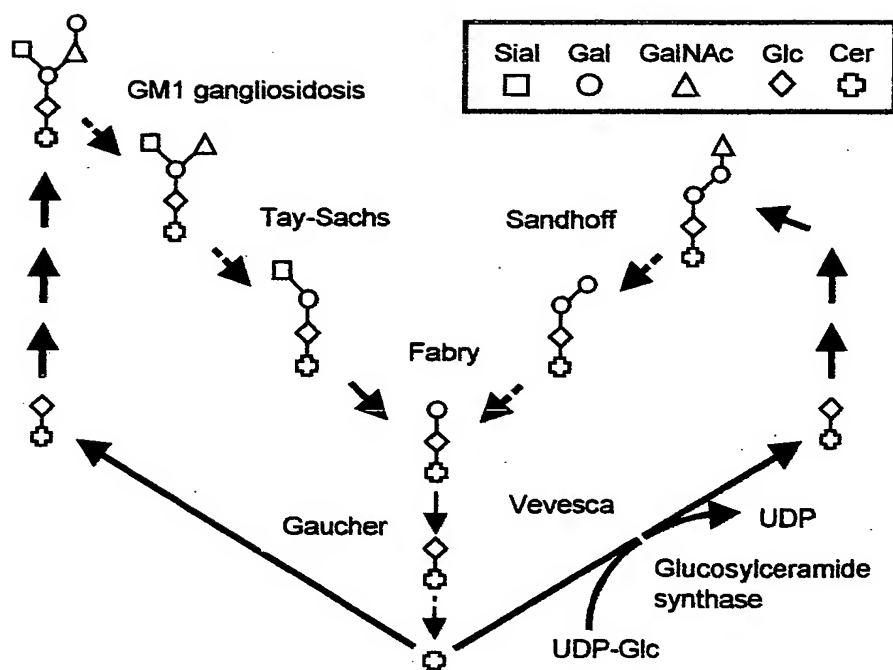 Sial Gal GalNAc Glc Cer
GM1 gangliosidosis
Tay-Sachs
Sandhoff
Fabry
Gaucher
Vevesca
UDP
Glucosylceramide
synthase
UDP-Glc